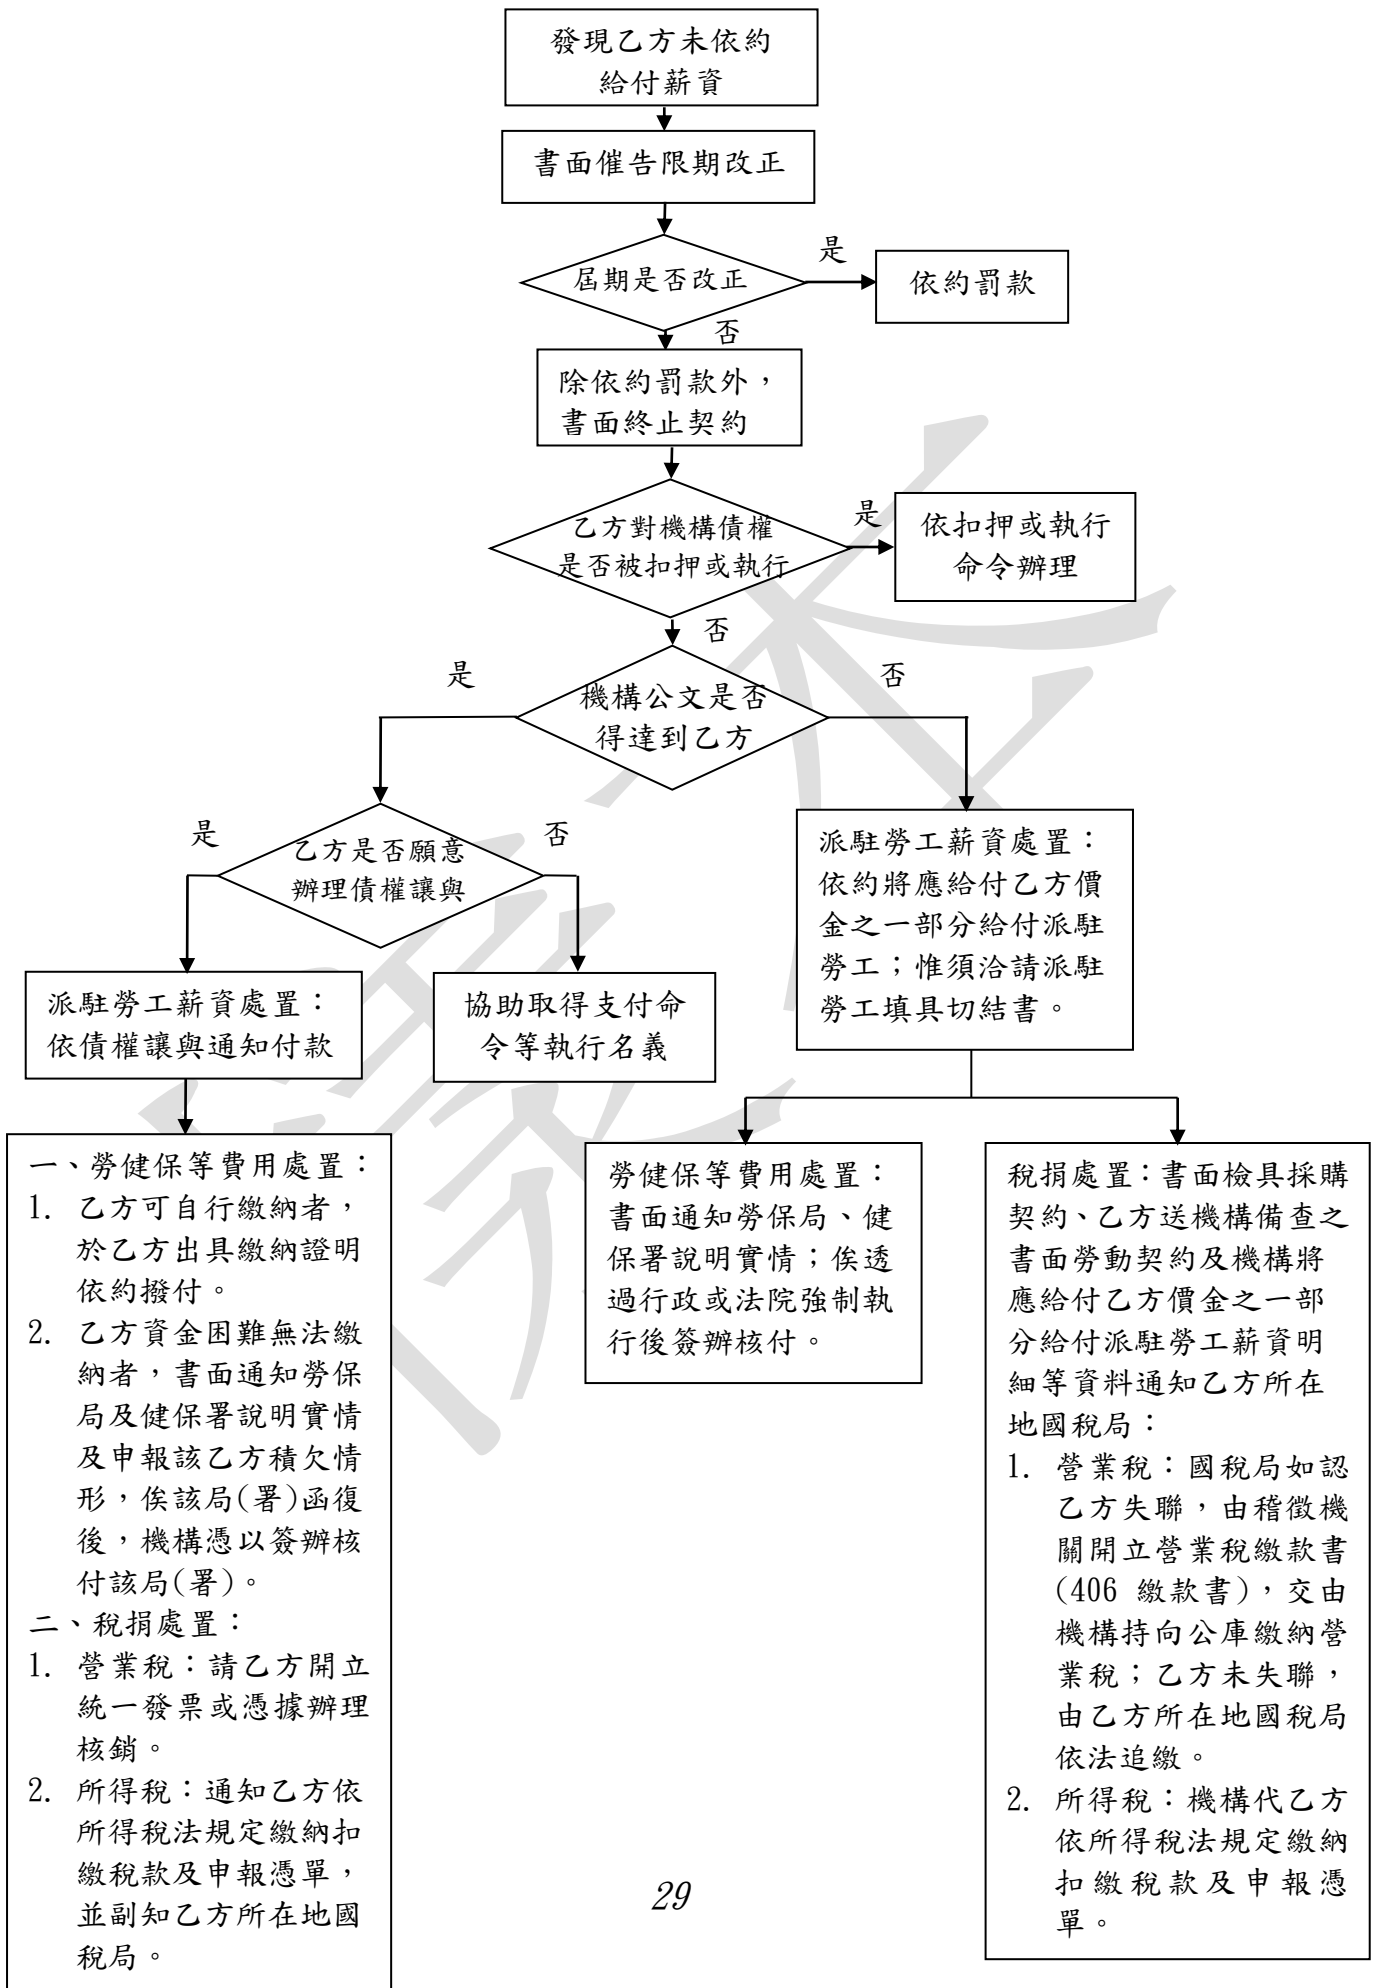 發現乙方未依約
給付薪資
書面催告限期改正
屆期是否改正
是
依約罰款
否
除依約罰款外，
書面終止契約
乙方對機構債權
是否被扣押或執行
是
依扣押或執行
命令辦理
否
機構公文是否
得達到乙方
是
否
乙方是否願意
辦理債權讓與
是
否
派駐勞工薪資處置：
依約將應給付乙方價
金之一部分給付派駐
勞工；惟須洽請派駐
勞工填具切結書。
派駐勞工薪資處置：
依債權讓與通知付款
協助取得支付命
令等執行名義
一、勞健保等費用處置：
1. 乙方可自行繳納者，
於乙方出具繳納證明
依約撥付。
2. 乙方資金困難無法繳
納者，書面通知勞保
局及健保署說明實情
及申報該乙方積欠情
形，俟該局(署)函復
後，機構憑以簽辦核
付該局(署)。
二、稅捐處置：
1. 營業稅：請乙方開立
統一發票或憑據辦理
核銷。
2. 所得稅：通知乙方依
所得稅法規定繳納扣
繳稅款及申報憑單，
並副知乙方所在地國
稅局。
勞健保等費用處置：
書面通知勞保局、健
保署說明實情；俟透
過行政或法院強制執
行後簽辦核付。
稅捐處置：書面檢具採購
契約、乙方送機構備查之
書面勞動契約及機構將
應給付乙方價金之一部
分給付派駐勞工薪資明
細等資料通知乙方所在
地國稅局：
1. 營業稅：國稅局如認
乙方失聯，由稽徵機
關開立營業稅繳款書
(406 繳款書)，交由
機構持向公庫繳納營
業稅；乙方未失聯，
由乙方所在地國稅局
依法追繳。
2. 所得稅：機構代乙方
依所得稅法規定繳納
扣繳稅款及申報憑
單。
29